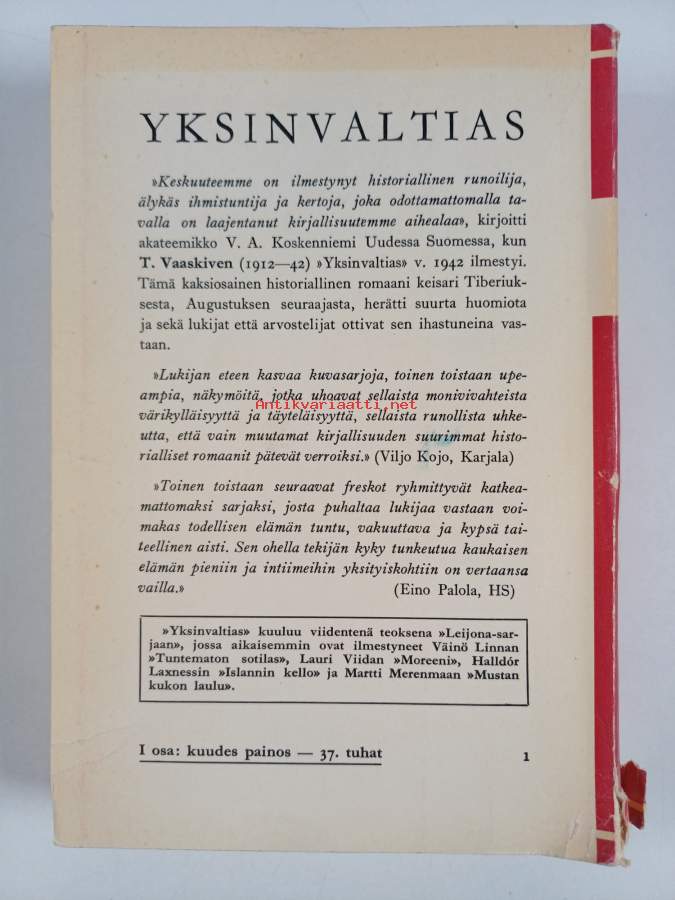 YKSINVALTIAS
»Keskuuteemme on ilmestynyt historiallinen runoilija,
älykäs ihmistuntija ja kertoja, joka odottamattomalla ta-
valla on laajentanut kirjallisuutemme aihealaa», kirjoitti
akateemikko V. A. Koskenniemi Uudessa Suomessa, kun
T. Vaaskiven (1912—42) »Yksinvaltias» v. 1942 ilmestyi.
Tämä kaksiosainen historiallinen romaani keisari Tiberiuk-
sesta, Augustuksen seuraajasta, herätti suurta huomiota
ja sekä lukijat että arvostelijat ottivat sen ihastuneina vas-
taan.
»Lukijan eteen kasvaa kuvasarjoja, toinen toistaan upe-
ampia, näkymöitä, jotka uhoavat sellaista monivivahteista
Antikvariaatti.net
värikylläisyyttä ja täyteläisyyttä, sellaista runollista uhke-
utta, että vain muutamat kirjallisuuden suurimmat histo-
rialliset romaanit pätevät verroiksi.» (Viljo Kojo, Karjala)
»Toinen toistaan seuraavat freskot ryhmittyvät katkea-
mattomaksi sarjaksi, josta puhaltaa lukijaa vastaan voi-
makas todellisen elämän tuntu, vakuuttava ja kypsä tai-
teellinen aisti. Sen ohella tekijän kyky tunkeutua kaukaisen
elämän pieniin ja intiimeihin yksityiskohtiin on vertaansa
vailla.» (Eino Palola, HS)
»Yksinvaltias» kuuluu viidentenä teoksena »Leijona-sar-
jaan», jossa aikaisemmin ovat ilmestyneet Väinö Linnan
»Tuntematon sotilas», Lauri Viidan »Moreeni», Halldór
Laxnessin »Islannin kello» ja Martti Merenmaan »Mustan
kukon laulu».
I osa: kuudes painos — 37. tuhat 1